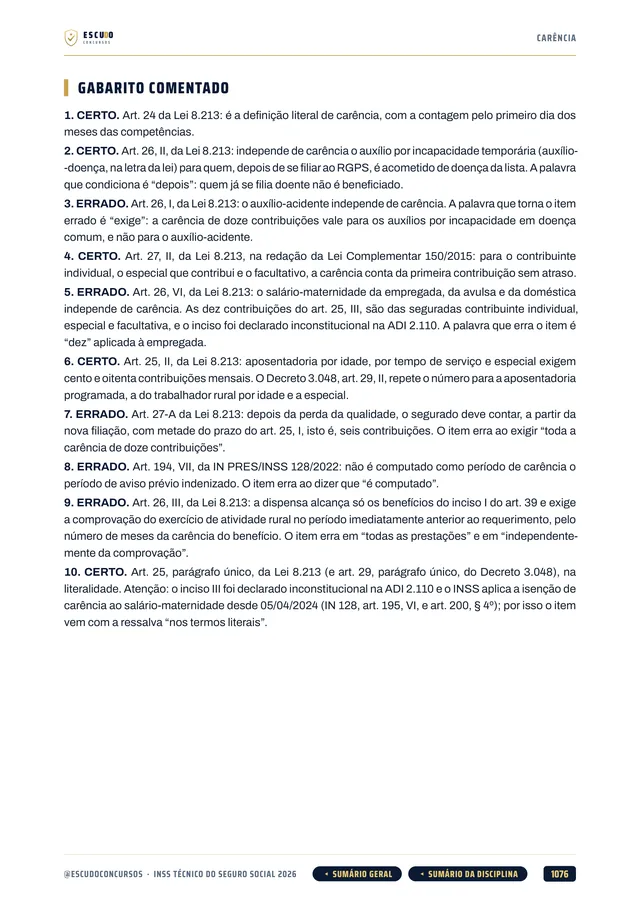 ESCUDO
CONCURSOS
CARÊNCIA
GABARITO COMENTADO
1. CERTO. Art. 24 da Lei 8.213: é a definição literal de carência, com a contagem pelo primeiro dia dos
meses das competências.
2. CERTO. Art. 26, II, da Lei 8.213: independe de carência o auxílio por incapacidade temporária (auxílio-
-doença, na letra da lei) para quem, depois de se filiar ao RGPS, é acometido de doença da lista. A palavra
que condiciona é “depois”: quem já se filia doente não é beneficiado.
3. ERRADO. Art. 26, I, da Lei 8.213: o auxílio-acidente independe de carência. A palavra que torna o item
errado é “exige”: a carência de doze contribuições vale para os auxílios por incapacidade em doença
comum, e não para o auxílio-acidente.
4. CERTO. Art. 27, II, da Lei 8.213, na redação da Lei Complementar 150/2015: para o contribuinte
individual, o especial que contribui e o facultativo, a carência conta da primeira contribuição sem atraso.
5. ERRADO. Art. 26, VI, da Lei 8.213: o salário-maternidade da empregada, da avulsa e da doméstica
independe de carência. As dez contribuições do art. 25, III, são das seguradas contribuinte individual,
especial e facultativa, e o inciso foi declarado inconstitucional na ADI 2.110. A palavra que erra o item é
“dez” aplicada à empregada.
6. CERTO. Art. 25, II, da Lei 8.213: aposentadoria por idade, por tempo de serviço e especial exigem
cento e oitenta contribuições mensais. O Decreto 3.048, art. 29, II, repete o número para a aposentadoria
programada, a do trabalhador rural por idade e a especial.
7. ERRADO. Art. 27-A da Lei 8.213: depois da perda da qualidade, o segurado deve contar, a partir da
nova filiação, com metade do prazo do art. 25, I, isto é, seis contribuições. O item erra ao exigir “toda a
carência de doze contribuições”.
8. ERRADO. Art. 194, VII, da IN PRES/INSS 128/2022: não é computado como período de carência o
período de aviso prévio indenizado. O item erra ao dizer que “é computado”.
9. ERRADO. Art. 26, III, da Lei 8.213: a dispensa alcança só os benefícios do inciso I do art. 39 e exige
a comprovação do exercício de atividade rural no período imediatamente anterior ao requerimento, pelo
número de meses da carência do benefício. O item erra em “todas as prestações” e em “independente-
mente da comprovação”.
10. CERTO. Art. 25, parágrafo único, da Lei 8.213 (e art. 29, parágrafo único, do Decreto 3.048), na
literalidade. Atenção: o inciso III foi declarado inconstitucional na ADI 2.110 e o INSS aplica a isenção de
carência ao salário-maternidade desde 05/04/2024 (IN 128, art. 195, VI, e art. 200, § 4º); por isso o item
vem com a ressalva “nos termos literais”.
@ESCUDOCONCURSOS · INSS TÉCNICO DO SEGURO SOCIAL 2026
SUMÁRIO GERAL
SUMÁRIO DA DISCIPLINA
1076